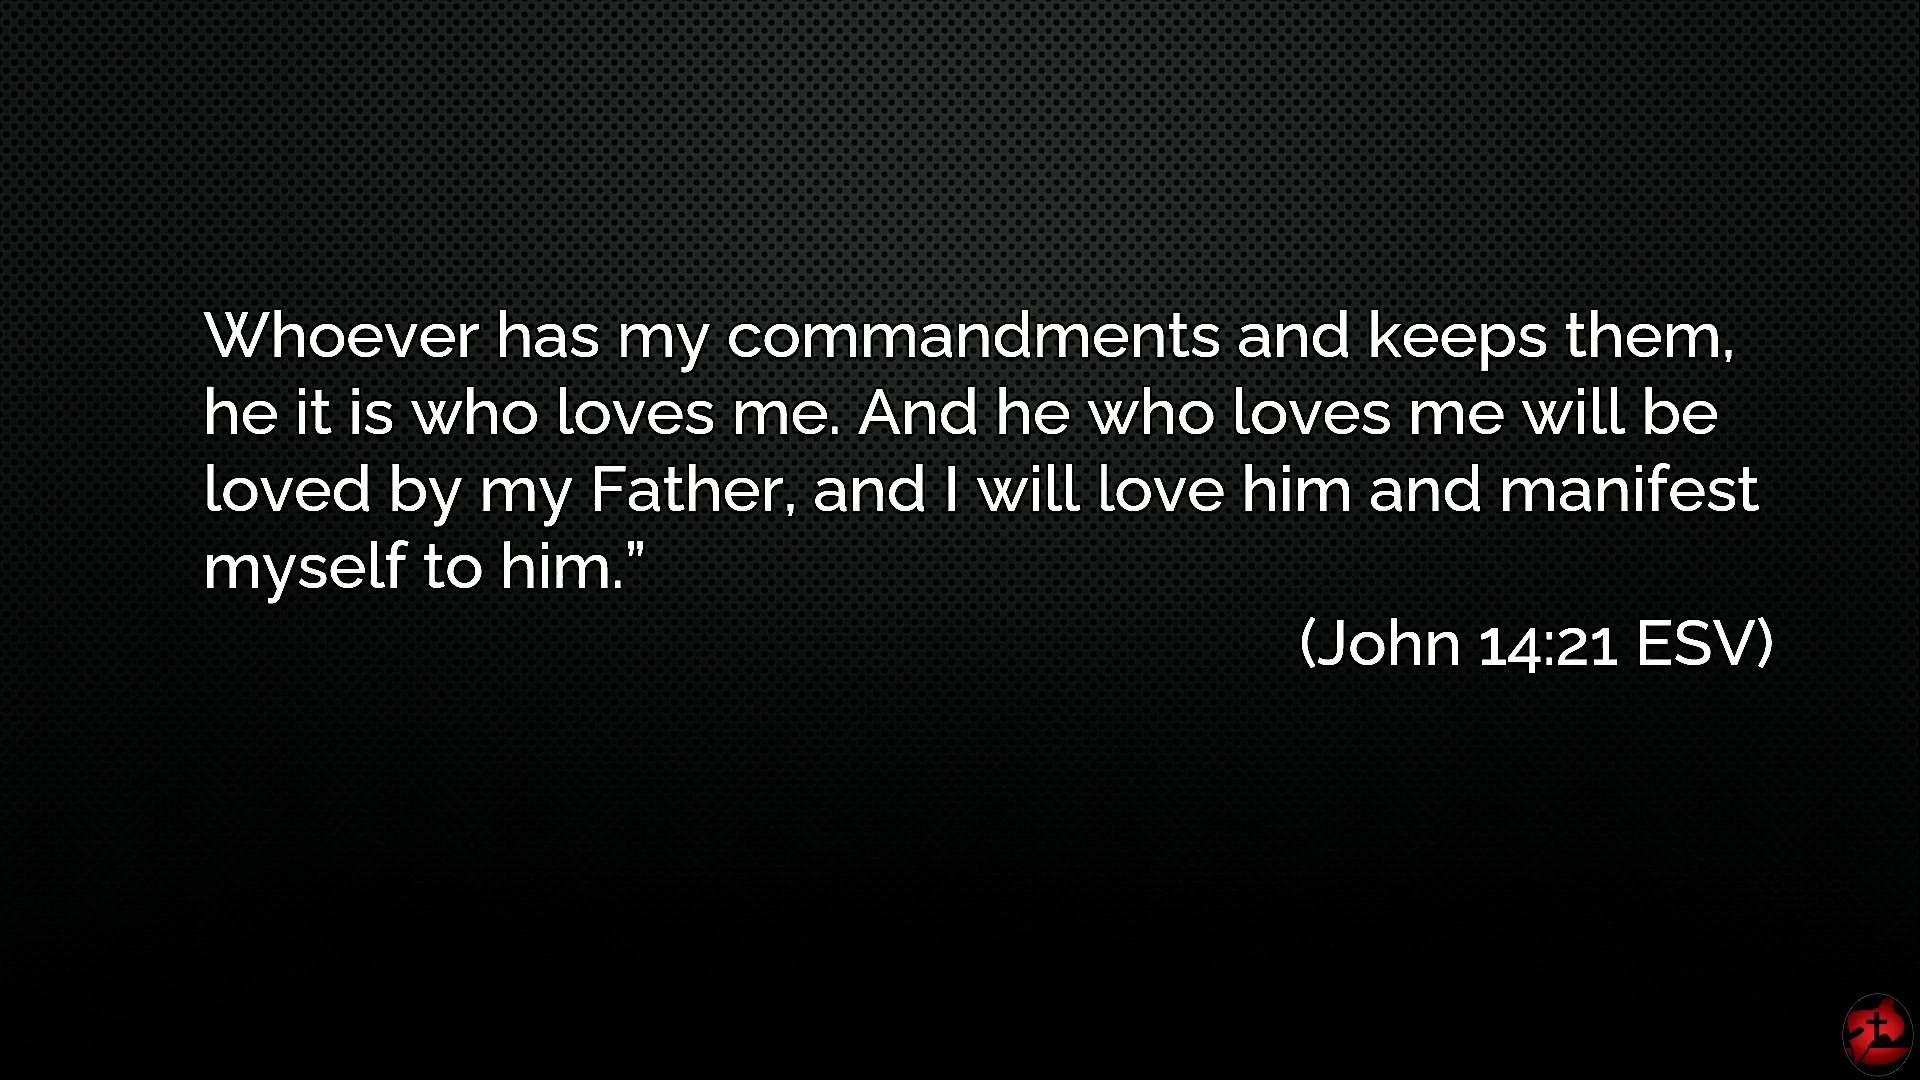 Whoever has my commandments and keeps them,
he it is who loves me. And he who loves me will be
loved by my Father, and I will love him and manifest
myself to him.”
(John 14:21 ESV)